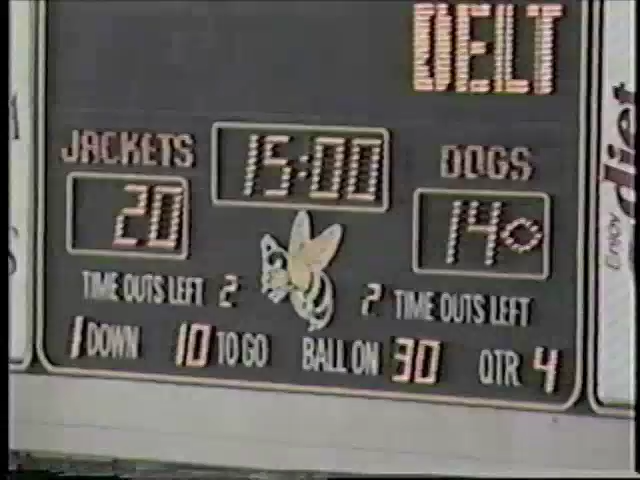 DELT
JACKETS 15:00 DOGS
20 14
TIME OUTS LEFT 2 2 TIME OUTS LEFT
1 DOWN 10 TO GO BALL ON 30 QTR 4
Enjoy diet